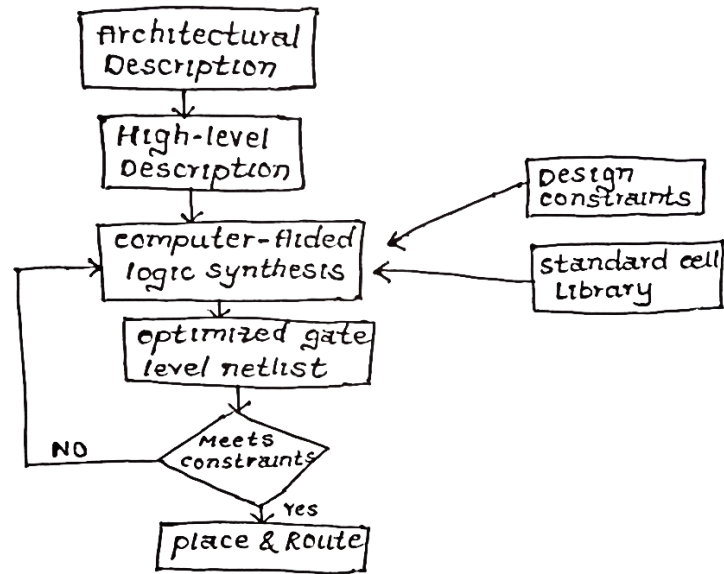 Architectural
Description
High-level
Description
Design
constraints
computer-Aided
logic synthesis
standard cell
Library
optimized gate
level netlist
Meets
constraints
NO
Yes
place & Route